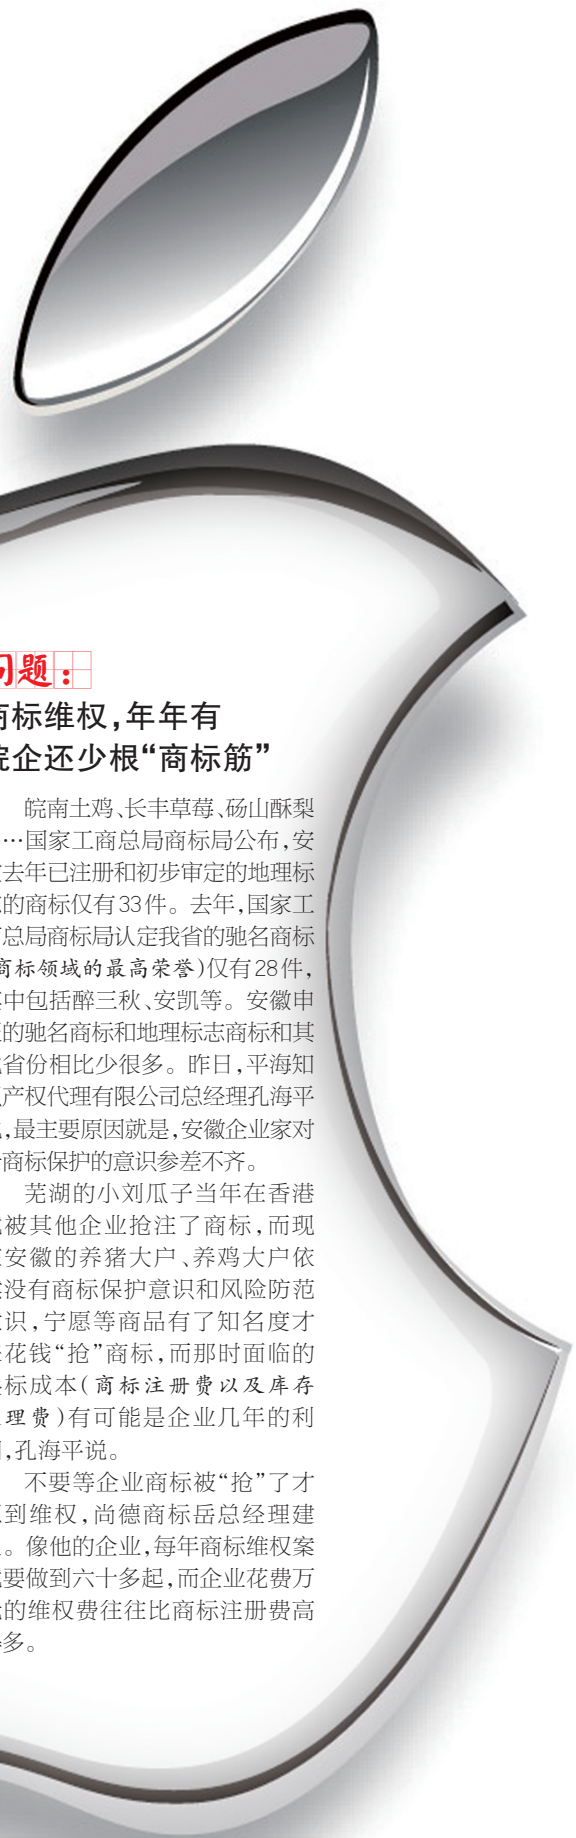 题：
商标维权，年年有
皖企还少根“商标筋”
皖南土鸡、长丰草莓、砀山酥梨
…国家工商总局商标局公布，安
去年已注册和初步审定的地理标
的商标仅有33件。去年，国家工
总局商标局认定我省的驰名商标
商标领域的最高荣誉)仅有28件，
中包括醉三秋、安凯等。安徽申
的驰名商标和地理标志商标和其
省份相比少很多。昨日，平海知
产权代理有限公司总经理孔海平
，最主要原因就是，安徽企业家对
商标保护的意识参差不齐。
芜湖的小刘瓜子当年在香港
被其他企业抢注了商标，而现
安徽的养猪大户、养鸡大户依
没有商标保护意识和风险防范
识，宁愿等商品有了知名度才
花钱“抢”商标，而那时面临的
标成本(商标注册费以及库存
理费)有可能是企业几年的利
，孔海平说。
不要等企业商标被“抢”了才
到维权，尚德商标岳总经理建
。像他的企业，每年商标维权案
要做到六十多起，而企业花费万
的维权费往往比商标注册费高
多。